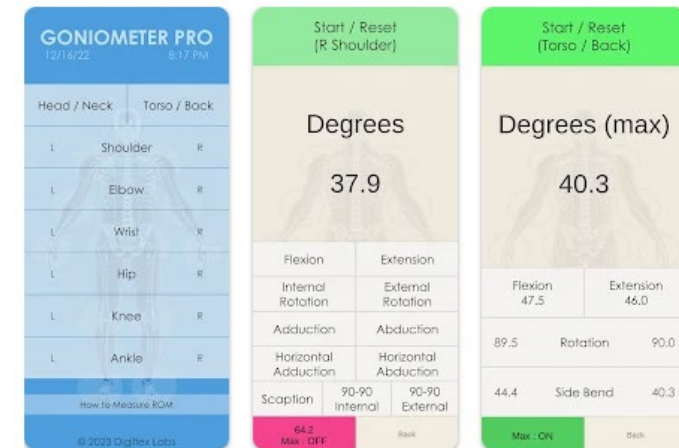 GONIOMETER PRO
12/16/22 8:17 PM
Head / Neck Torso / Back
L Shoulder R
L Elbow R
L Wrist R
L Hip R
L Knee R
L Ankle R
How to Measure ROM
© 2023 Digiflex Labs
Start / Reset
(R Shoulder)
Degrees
37.9
Flexion Extension
Internal Rotation External Rotation
Adduction Abduction
Horizontal Adduction Horizontal Abduction
Scaption 90-90 Internal 90-90 External
64.2
Max : OFF Back
Start / Reset
(Torso / Back)
Degrees (max)
40.3
Flexion Extension
47.5 46.0
89.5 Rotation 90.0
44.4 Side Bend 40.3
Max : ON Back